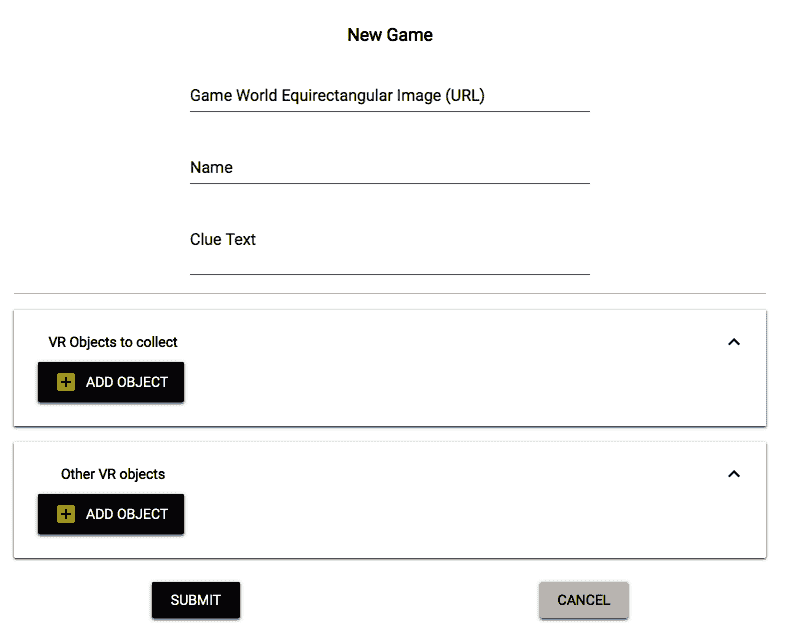 New Game
Game World Equirectangular Image (URL)
Name
Clue Text
VR Objects to collect
ADD OBJECT
Other VR objects
ADD OBJECT
SUBMIT CANCEL